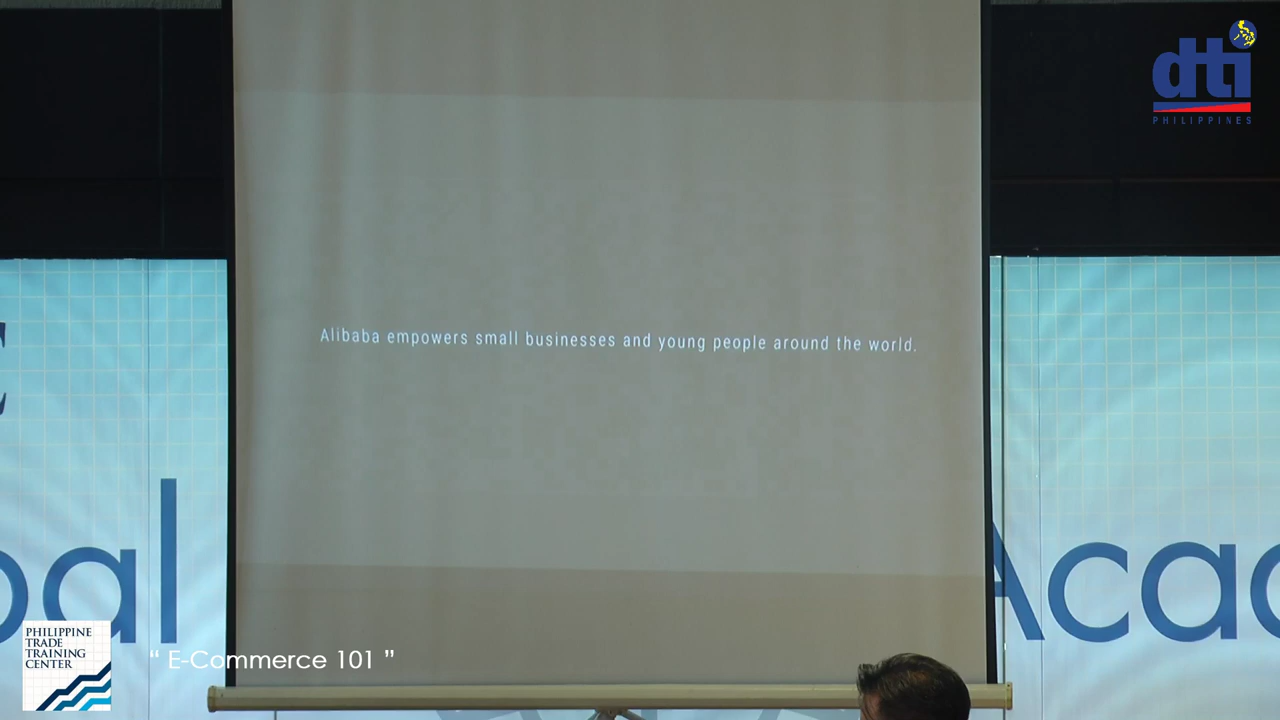 dti
PHILIPPINES
Alibaba empowers small businesses and young people around the world.
PHILIPPINE
TRADE
TRAINING
CENTER
“ E-Commerce 101 ”